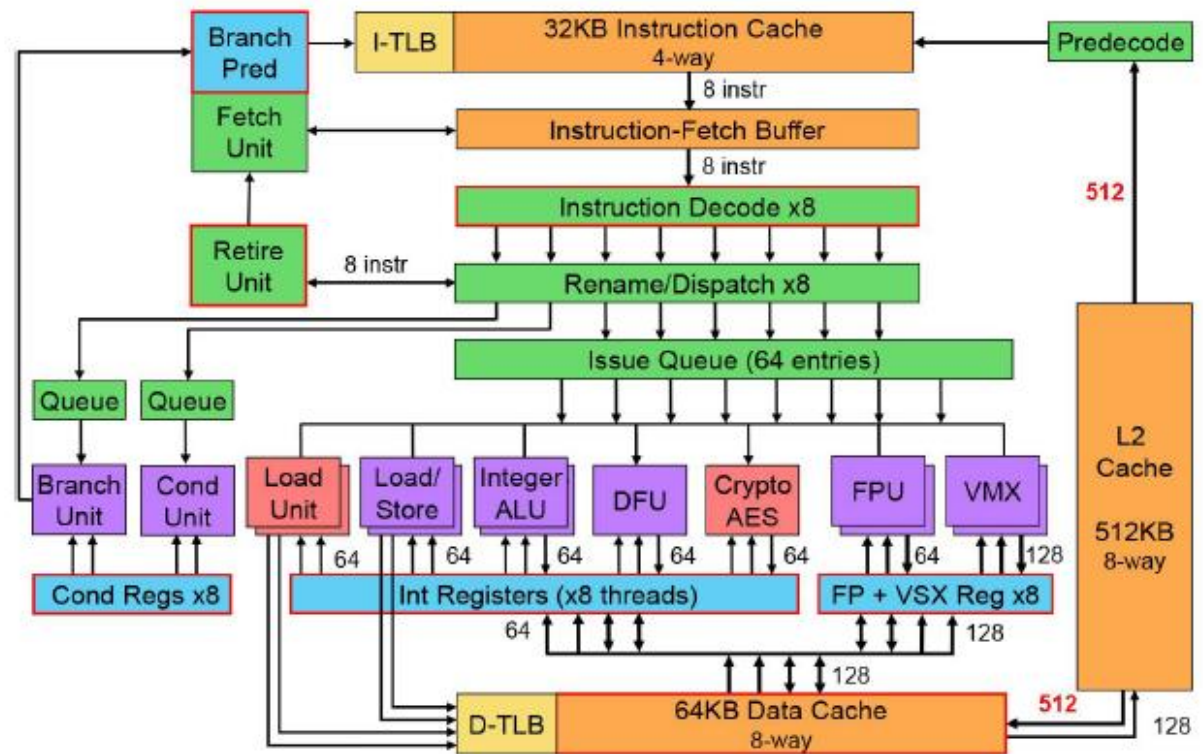 Branch
Pred
I-TLB
32KB Instruction Cache
4-way
Predecode
8 instr
Fetch
Unit
Instruction-Fetch Buffer
8 instr
512
Instruction Decode x8
Retire
Unit
8 instr
Rename/Dispatch x8
Issue Queue (64 entries)
Queue
Queue
L2
Cache
512KB
8-way
Branch
Unit
Cond
Unit
Load
Unit
Load/
Store
Integer
ALU
DFU
Crypto
AES
FPU
VMX
64
64
64
64
64
64
128
Cond Regs x8
Int Registers (x8 threads)
FP + VSX Reg x8
64
128
128
D-TLB
64KB Data Cache
8-way
512
128